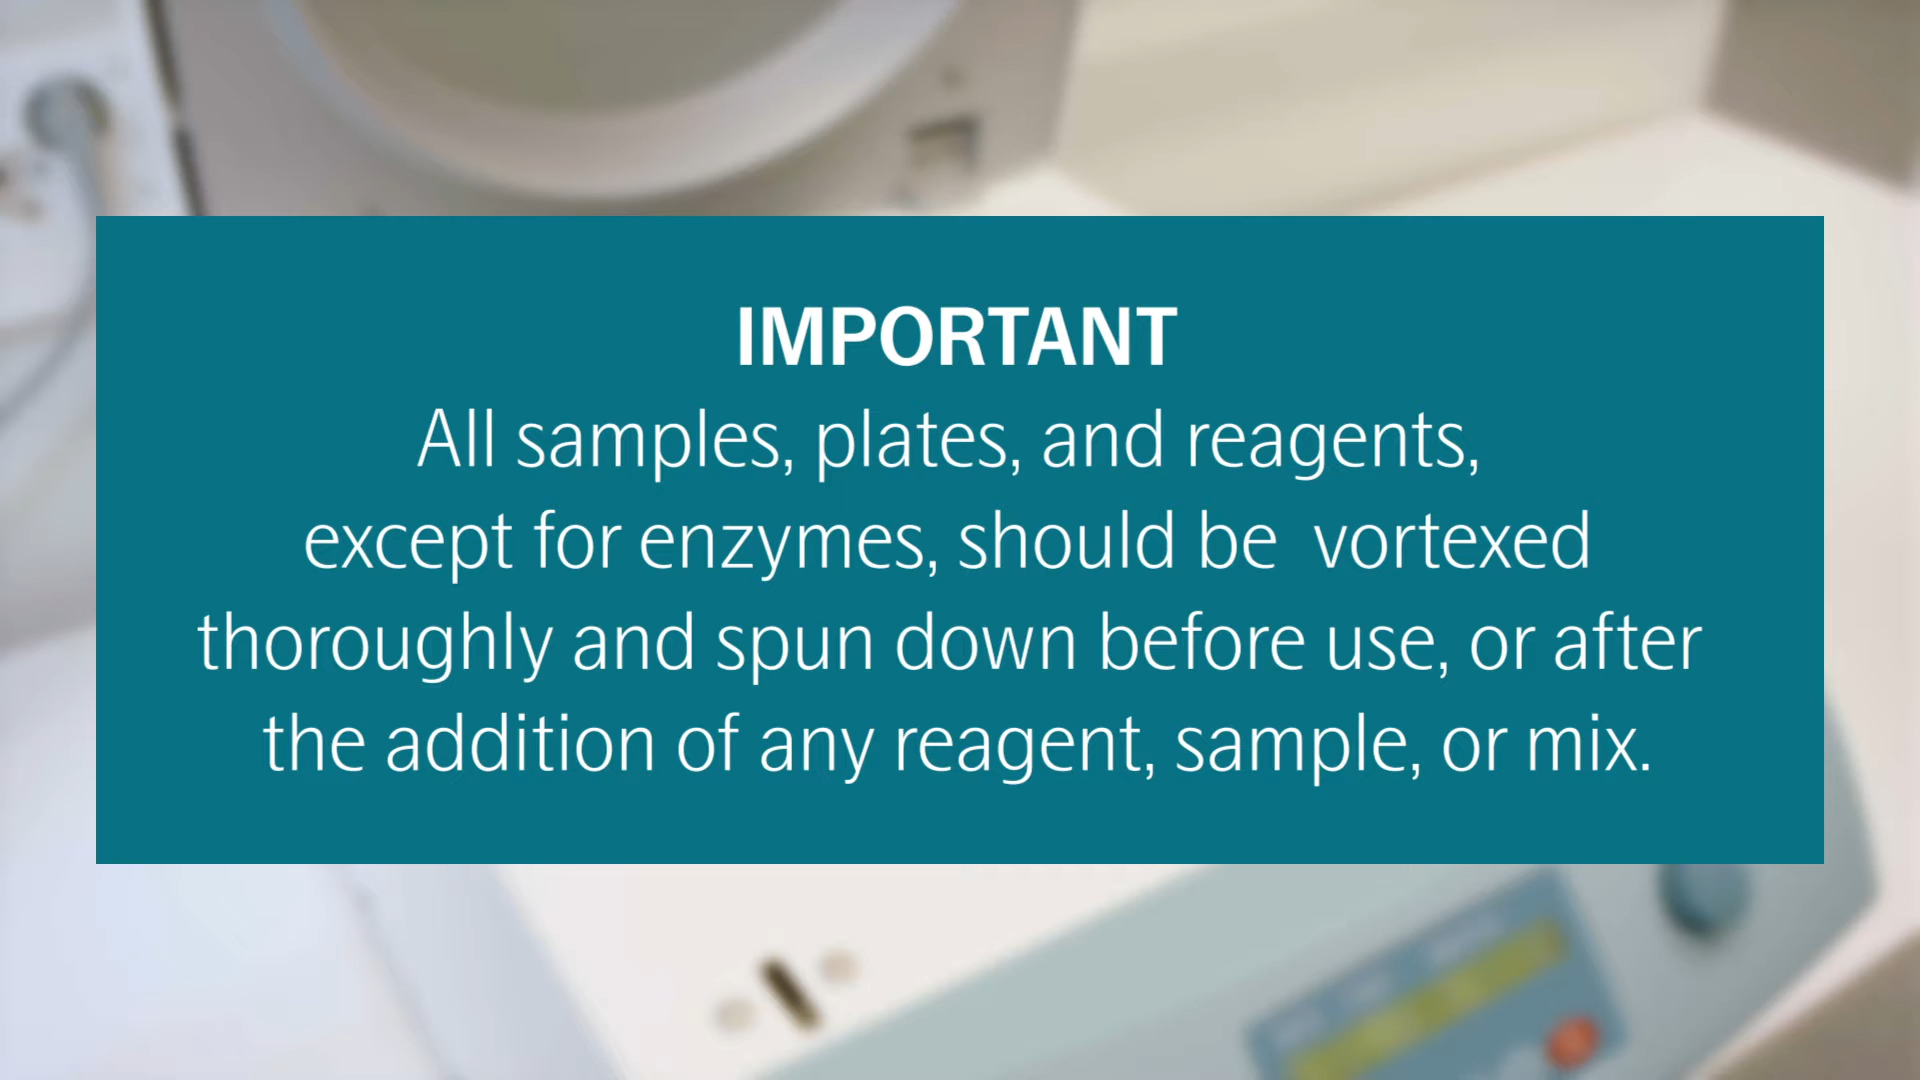 IMPORTANT
All samples, plates, and reagents,
except for enzymes, should be  vortexed
thoroughly and spun down before use, or after
the addition of any reagent, sample, or mix.